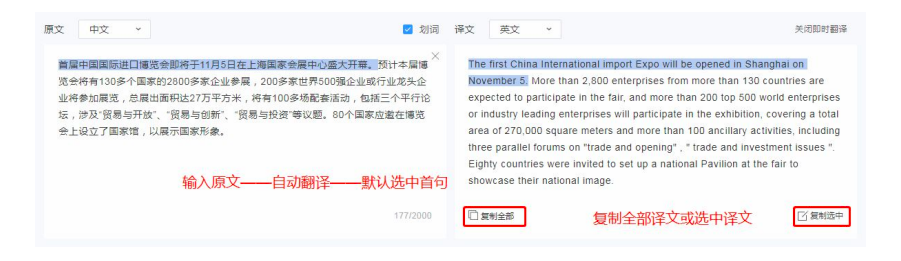 原文 中文 划词 译文 英文 关闭即时翻译
首届中国国际进口博览会即将于11月5日在上海国家会展中心盛大开幕。预计本届博
览会将有130多个国家的2800多家企业参展，200多家世界500强企业或行业龙头企
业将参加展览，总展出面积达27万平方米，将有100多场配套活动，包括三个平行论
坛，涉及“贸易与开放”、“贸易与创新”、“贸易与投资”等议题。80个国家应邀在博览
会上设立了国家馆，以展示国家形象。
输入原文——自动翻译——默认选中首句
177/2000
The first China International import Expo will be opened in Shanghai on
November 5. More than 2,800 enterprises from more than 130 countries are
expected to participate in the fair, and more than 200 top 500 world enterprises
or industry leading enterprises will participate in the exhibition, covering a total
area of 270,000 square meters and more than 100 ancillary activities, including
three parallel forums on "trade and opening" , " trade and investment issues ".
Eighty countries were invited to set up a national Pavilion at the fair to
showcase their national image.
复制全部 复制全部译文或选中译文 复制选中